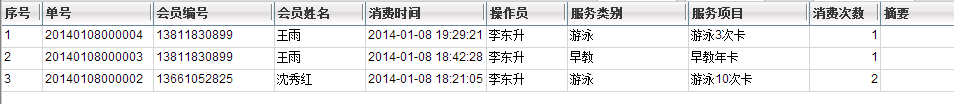 序号 单号 会员编号 会员姓名 消费时间 操作员 服务类别 服务项目 消费次数 摘要
1 20140108000004 13811830899 王雨 2014-01-08 19:29:21 李东升 游泳 游泳3次卡 1
2 20140108000003 13811830899 王雨 2014-01-08 18:42:28 李东升 早教 早教年卡 1
3 20140108000002 13661052825 沈秀红 2014-01-08 18:21:05 李东升 游泳 游泳10次卡 2